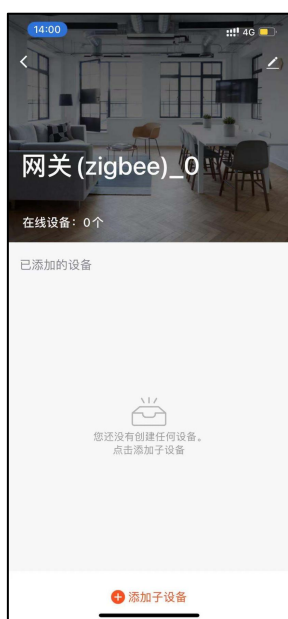 14:00
4G
网关(zigbee)_0
在线设备：0个
已添加的设备
您还没有创建任何设备。
点击添加子设备
添加子设备